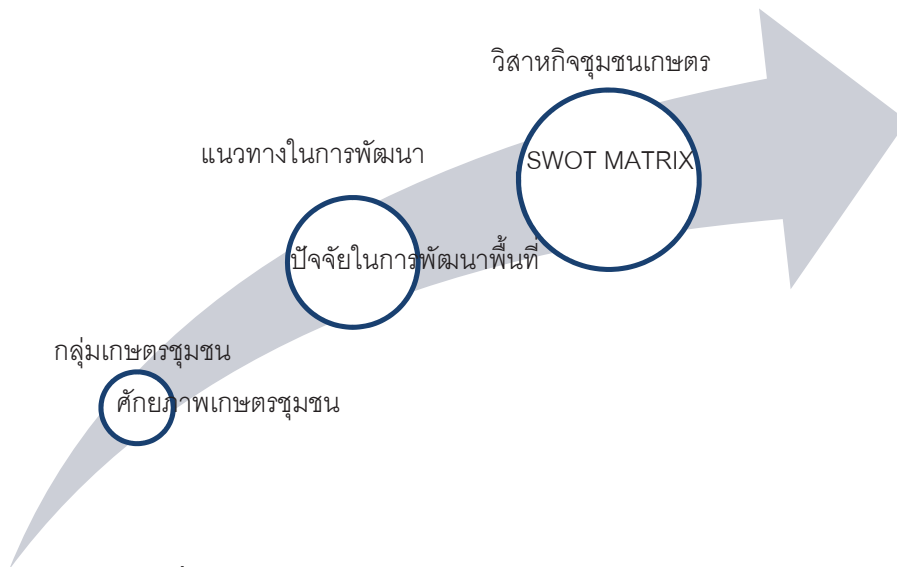 วิสาหกิจชุมชนเกษตร
SWOT MATRIX
แนวทางในการพัฒนา
ปัจจัยในการพัฒนาพื้นที่
กลุ่มเกษตรชุมชน
ศักยภาพเกษตรชุมชน